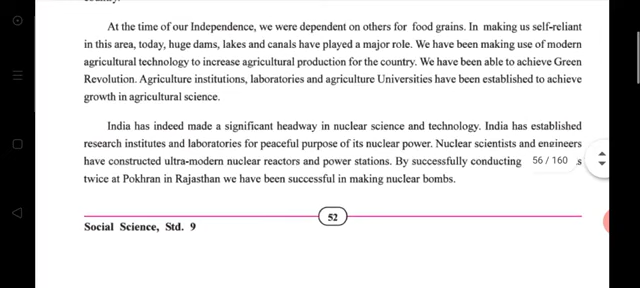 At the time of our Independence, we were dependent on others for food grains. In making us self-reliant
in this area, today, huge dams, lakes and canals have played a major role. We have been making use of modern
agricultural technology to increase agricultural production for the country. We have been able to achieve Green
Revolution. Agriculture institutions, laboratories and agriculture Universities have been established to achieve
growth in agricultural science.
India has indeed made a significant headway in nuclear science and technology. India has established
research institutes and laboratories for peaceful purpose of its nuclear power. Nuclear scientists and engineers
have constructed ultra-modern nuclear reactors and power stations. By successfully conducting 56 / 160 s
twice at Pokhran in Rajasthan we have been successful in making nuclear bombs.
52
Social Science, Std. 9